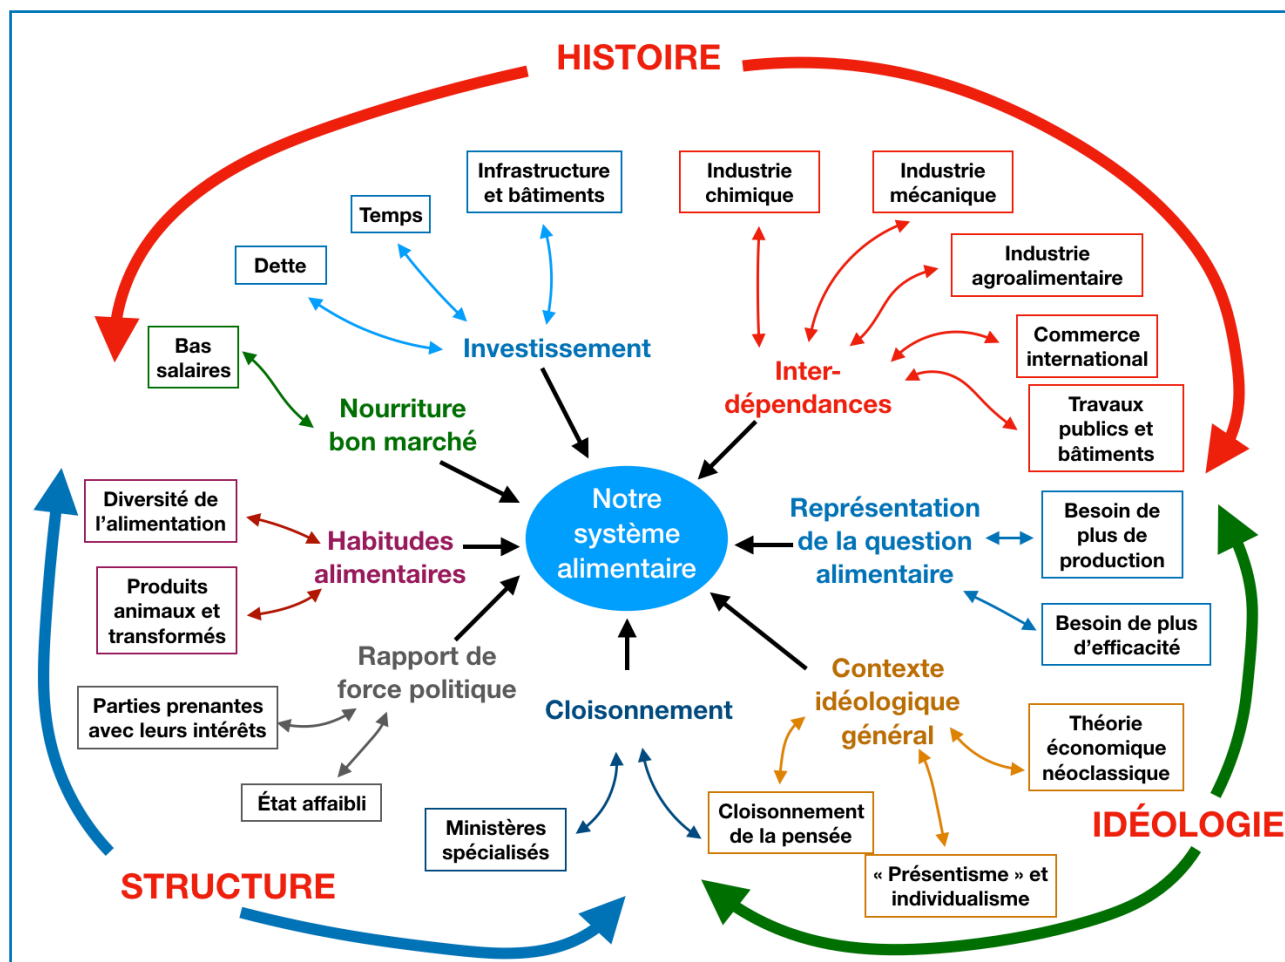 HISTOIRE
Infrastructure
et bâtiments
Industrie
chimique
Industrie
mécanique
Temps
Dette
Industrie
agroalimentaire
Bas
salaires
Investissement
Commerce
international
Inter-
dépendances
Nourriture
bon marché
Travaux
publics et
bâtiments
Diversité de
l’alimentation
Habitudes
alimentaires
Notre
système
alimentaire
Représentation
de la question
alimentaire
Besoin de
plus de
production
Produits
animaux et
transformés
Besoin de plus
d’efficacité
Rapport de
force politique
Contexte
idéologique
général
Parties prenantes
avec leurs intérêts
Cloisonnement
Théorie
économique
néoclassique
État affaibli
Ministères
spécialisés
Cloisonnement
de la pensée
IDÉOLOGIE
STRUCTURE
« Présentisme » et
individualisme